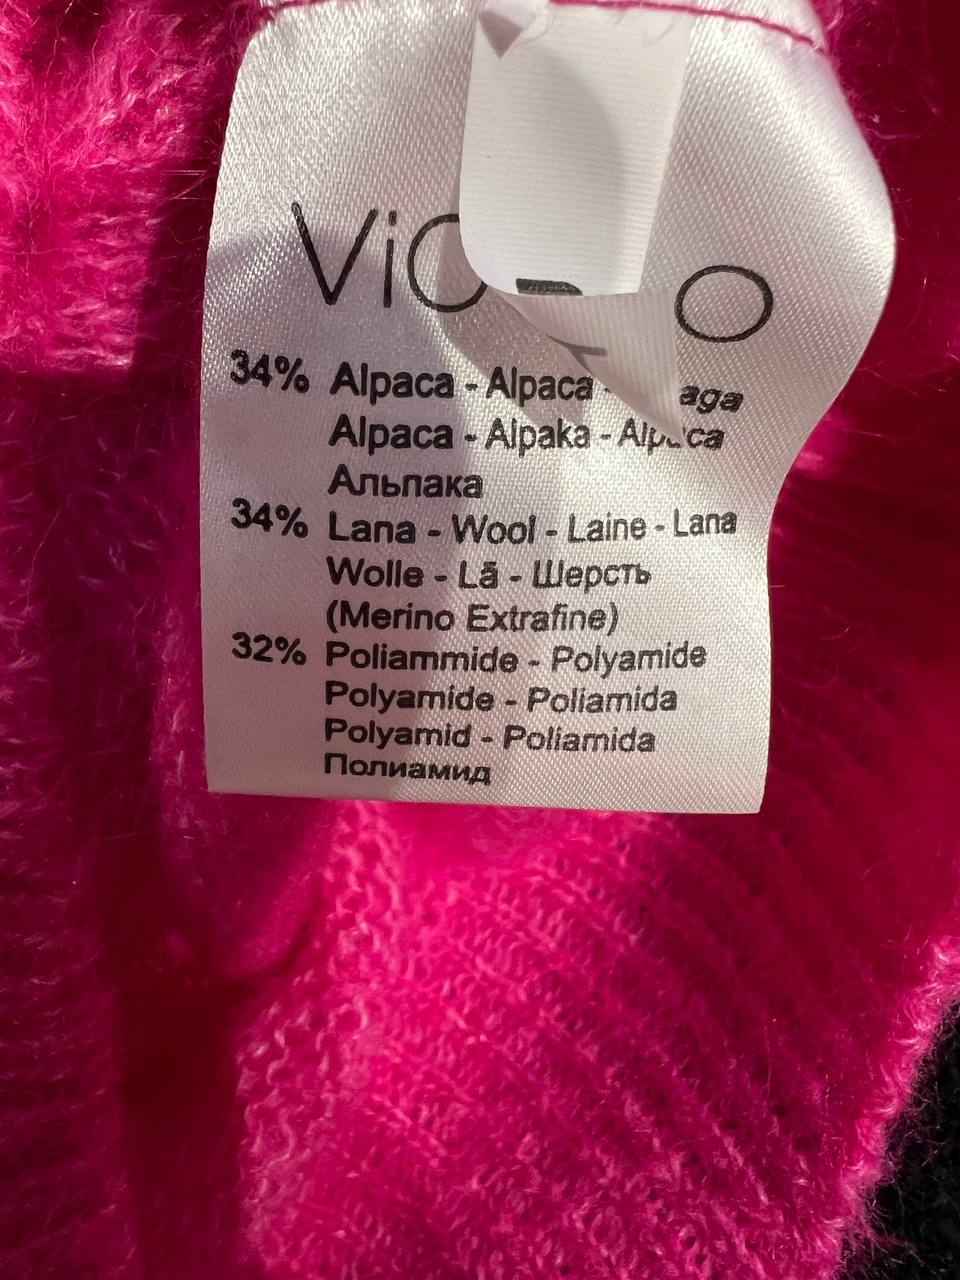 34% Alpaca - Alpaca -
Alpaca - Alpaka - Alpaca
Альпака
34% Lana - Wool - Laine - Lana
Wolle - Lã - Шерсть
(Merino Extrafine)
32% Poliammide - Polyamide
Polyamide - Poliamida
Polyamid - Poliamida
Полиамид